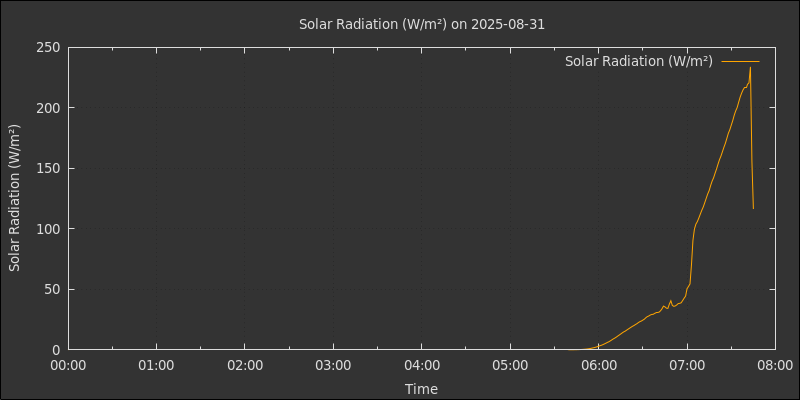 Solar Radiation (W/m²) on 2025-08-31
Solar Radiation (W/m²)
Solar Radiation (W/m²)
250
200
150
100
50
0
00:00 01:00 02:00 03:00 04:00 05:00 06:00 07:00 08:00
Time